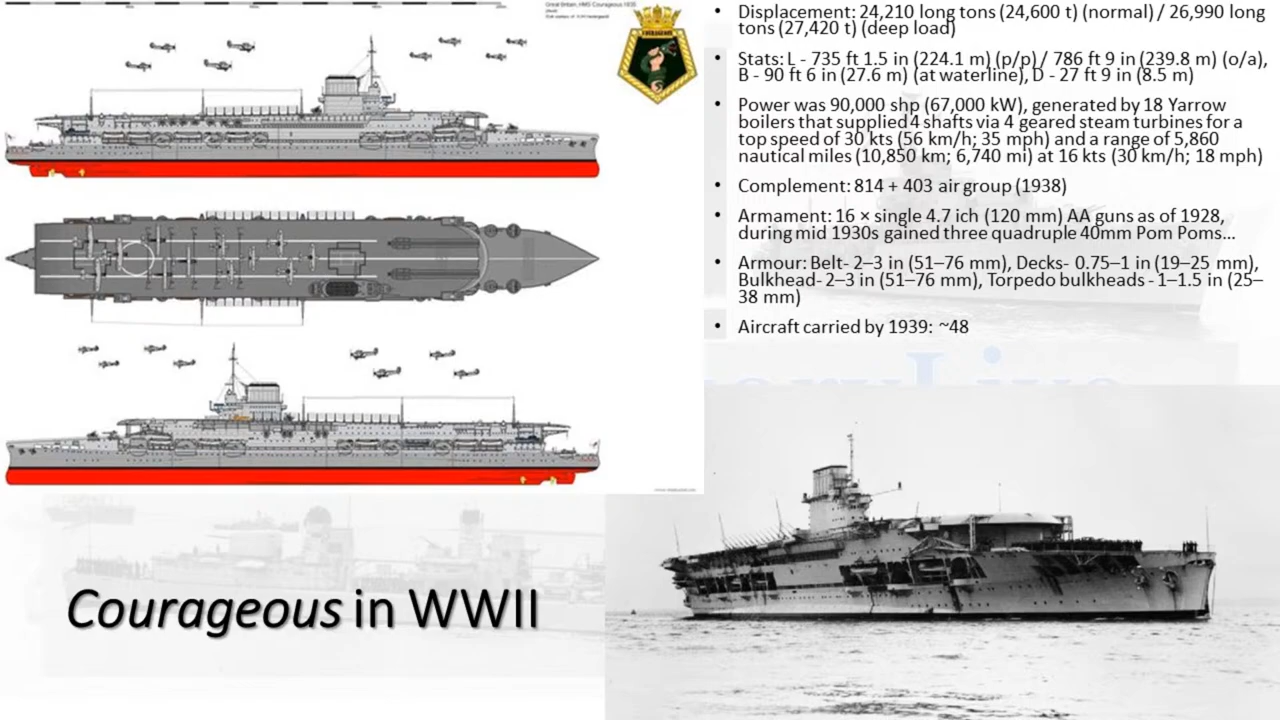 Great Britain, HMS Courageous 1935
COURAGEOUS
• Displacement: 24,210 long tons (24,600 t) (normal) / 26,990 long
tons (27,420 t) (deep load)
• Stats: L - 735 ft 1.5 in (224.1 m) (p/p) / 786 ft 9 in (239.8 m) (o/a),
B - 90 ft 6 in (27.6 m) (at waterline), D - 27 ft 9 in (8.5 m)
• Power was 90,000 shp (67,000 kW), generated by 18 Yarrow
boilers that supplied 4 shafts via 4 geared steam turbines for a
top speed of 30 kts (56 km/h; 35 mph) and a range of 5,860
nautical miles (10,850 km; 6,740 mi) at 16 kts (30 km/h; 18 mph)
• Complement: 814 + 403 air group (1938)
• Armament: 16 × single 4.7 ich (120 mm) AA guns as of 1928,
during mid 1930s gained three quadruple 40mm Pom Poms...
• Armour: Belt- 2–3 in (51–76 mm), Decks- 0.75–1 in (19–25 mm),
Bulkhead- 2–3 in (51–76 mm), Torpedo bulkheads - 1–1.5 in (25–
38 mm)
• Aircraft carried by 1939: ~48
Courageous in WWII